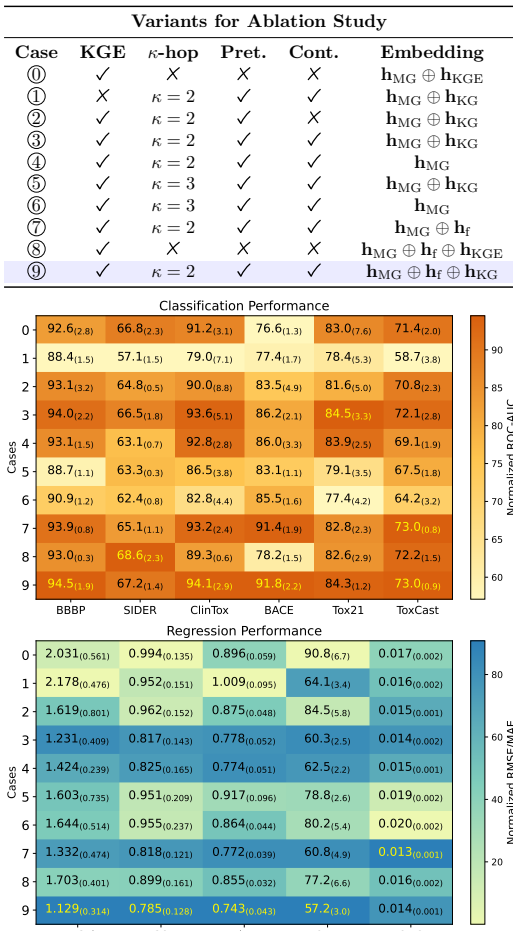 Variants for Ablation Study
Case KGE κ-hop Pret. Cont. Embedding
⓪ ✓ ✗ ✗ ✗ h_MG ⊕ h_KGE
① ✗ κ = 2 ✓ ✓ h_MG ⊕ h_KG
② ✓ κ = 2 ✓ ✗ h_MG ⊕ h_KG
③ ✓ κ = 2 ✓ ✓ h_MG ⊕ h_KG
④ ✓ κ = 2 ✓ ✓ h_MG
⑤ ✓ κ = 3 ✓ ✓ h_MG ⊕ h_KG
⑥ ✓ κ = 3 ✓ ✓ h_MG
⑦ ✓ κ = 2 ✓ ✓ h_MG ⊕ h_f
⑧ ✓ ✗ ✗ ✗ h_MG ⊕ h_f ⊕ h_KGE
⑨ ✓ κ = 2 ✓ ✓ h_MG ⊕ h_f ⊕ h_KG
Classification Performance
0 92.6(2.8) 66.8(2.3) 91.2(3.1) 76.6(1.3) 83.0(7.6) 71.4(2.0)
1 88.4(1.5) 57.1(1.5) 79.0(7.1) 77.4(1.7) 78.4(5.3) 58.7(3.8)
2 93.1(3.2) 64.8(0.5) 90.0(8.8) 83.5(4.9) 81.6(5.0) 70.8(2.3)
3 94.0(2.2) 66.5(1.8) 93.6(5.1) 86.2(2.1) 84.5(3.3) 72.1(2.8)
4 93.1(1.5) 63.1(0.7) 92.8(2.8) 86.0(3.3) 83.9(2.5) 69.1(1.9)
5 88.7(1.1) 63.3(0.3) 86.5(3.8) 83.1(1.1) 79.1(3.5) 67.5(1.8)
6 90.9(1.2) 62.4(0.8) 82.8(4.4) 85.5(1.6) 77.4(4.2) 64.2(3.2)
7 93.9(0.8) 65.1(1.1) 93.2(2.4) 91.4(1.9) 82.8(2.3) 73.0(0.8)
8 93.0(0.3) 68.6(2.3) 89.3(0.6) 78.2(1.5) 82.6(2.9) 72.2(1.5)
9 94.5(1.9) 67.2(1.4) 94.1(2.9) 91.8(2.2) 84.3(1.2) 73.0(0.9)
BBBP SIDER ClinTox BACE Tox21 ToxCast
Cases
90
85
80
75
70
65
60
Normalized ROC-AUC
Regression Performance
0 2.031(0.561) 0.994(0.135) 0.896(0.059) 90.8(6.7) 0.017(0.002)
1 2.178(0.476) 0.952(0.151) 1.009(0.095) 64.1(3.4) 0.016(0.002)
2 1.619(0.801) 0.962(0.152) 0.875(0.048) 84.5(5.8) 0.015(0.001)
3 1.231(0.409) 0.817(0.143) 0.778(0.052) 60.3(2.5) 0.014(0.002)
4 1.424(0.239) 0.825(0.165) 0.774(0.051) 62.5(2.2) 0.015(0.001)
5 1.603(0.735) 0.951(0.209) 0.917(0.096) 78.8(2.6) 0.019(0.002)
6 1.644(0.514) 0.955(0.237) 0.864(0.044) 80.2(5.4) 0.020(0.002)
7 1.332(0.474) 0.818(0.121) 0.772(0.039) 60.8(4.9) 0.013(0.001)
8 1.703(0.401) 0.899(0.161) 0.855(0.032) 77.2(6.6) 0.016(0.002)
9 1.129(0.314) 0.785(0.128) 0.743(0.043) 57.2(3.0) 0.014(0.001)
Cases
80
60
40
20
Normalized RMSE/MAE